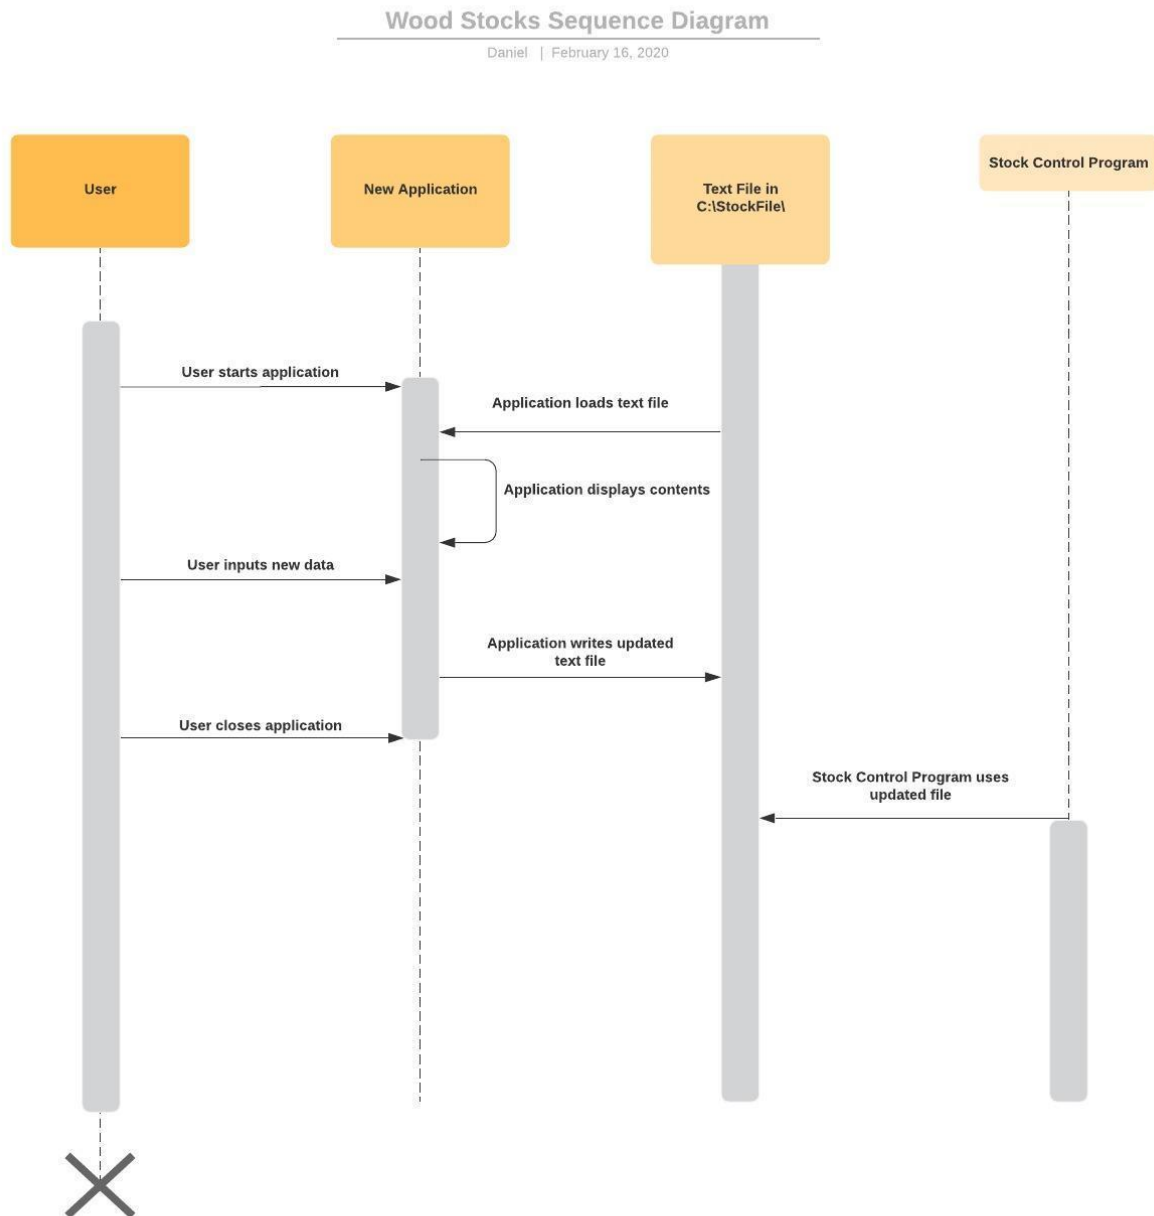 Wood Stocks Sequence Diagram
Daniel | February 16, 2020
User
New Application
Text File in
C:\StockFile\
Stock Control Program
User starts application
Application loads text file
Application displays contents
User inputs new data
Application writes updated
text file
User closes application
Stock Control Program uses
updated file